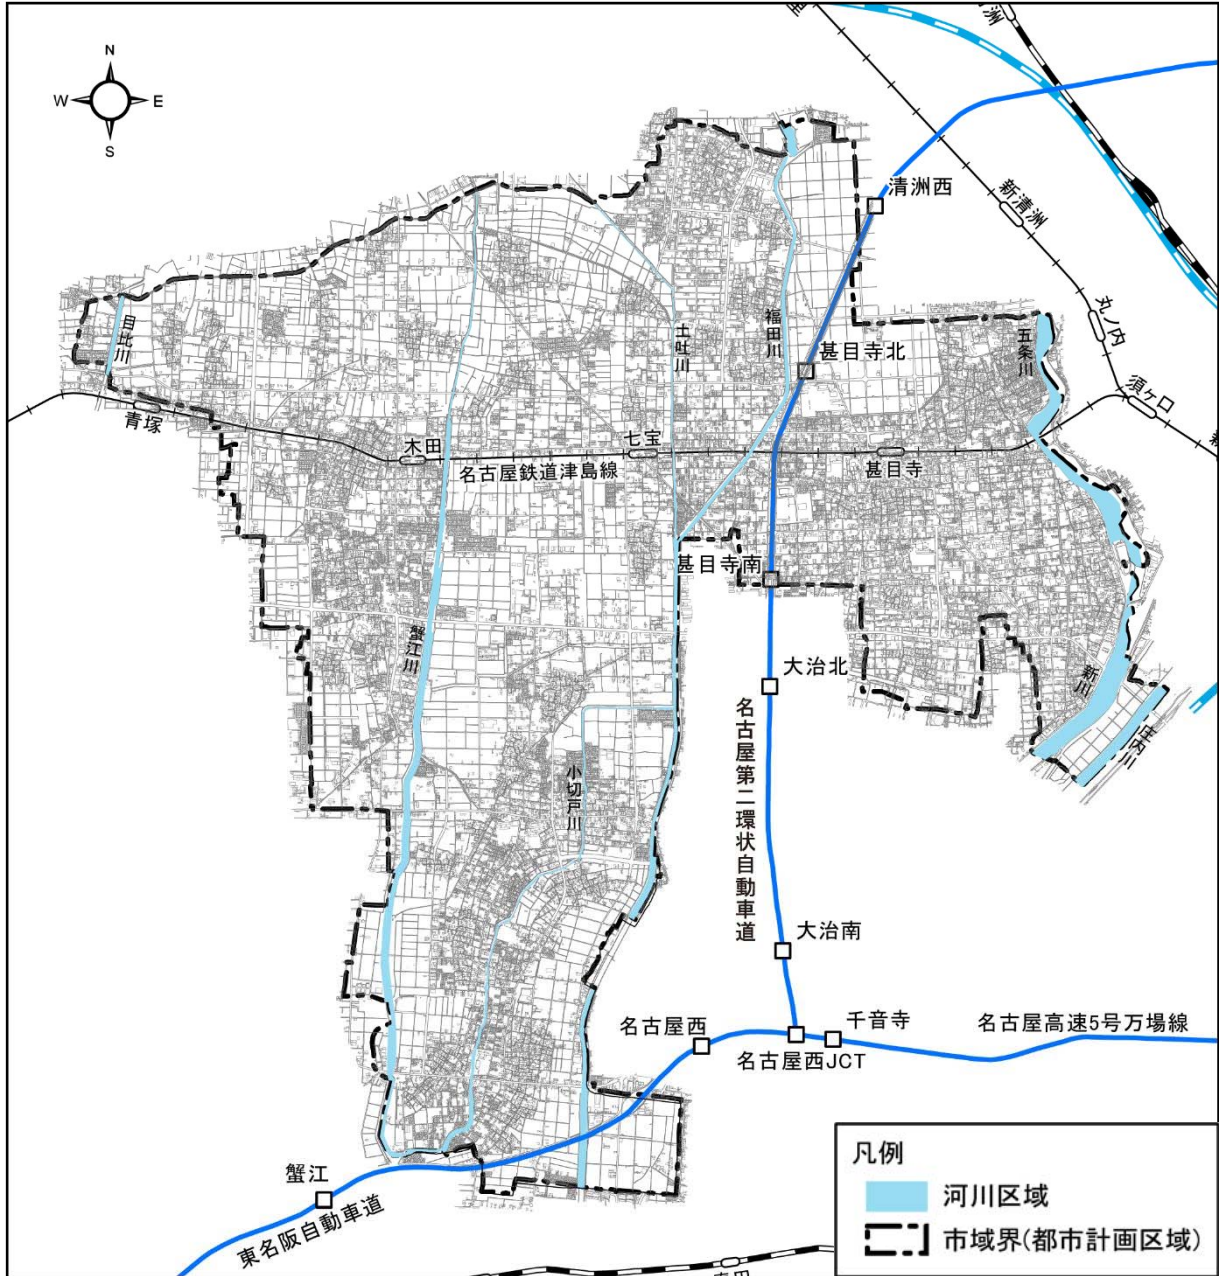 N
W
E
S
清洲西
新清洲
丸ノ内
須ヶ口
目比川
土吐川
福田川
五条川
甚目寺北
青塚
木田
七宝
甚目寺
名古屋鉄道津島線
甚目寺南
蟹江川
大治北
新川
庄内川
小切戸川
名古屋第二環状自動車道
大治南
名古屋西
千音寺
名古屋高速5号万場線
名古屋西JCT
蟹江
東名阪自動車道
凡例
河川区域
市域界(都市計画区域)